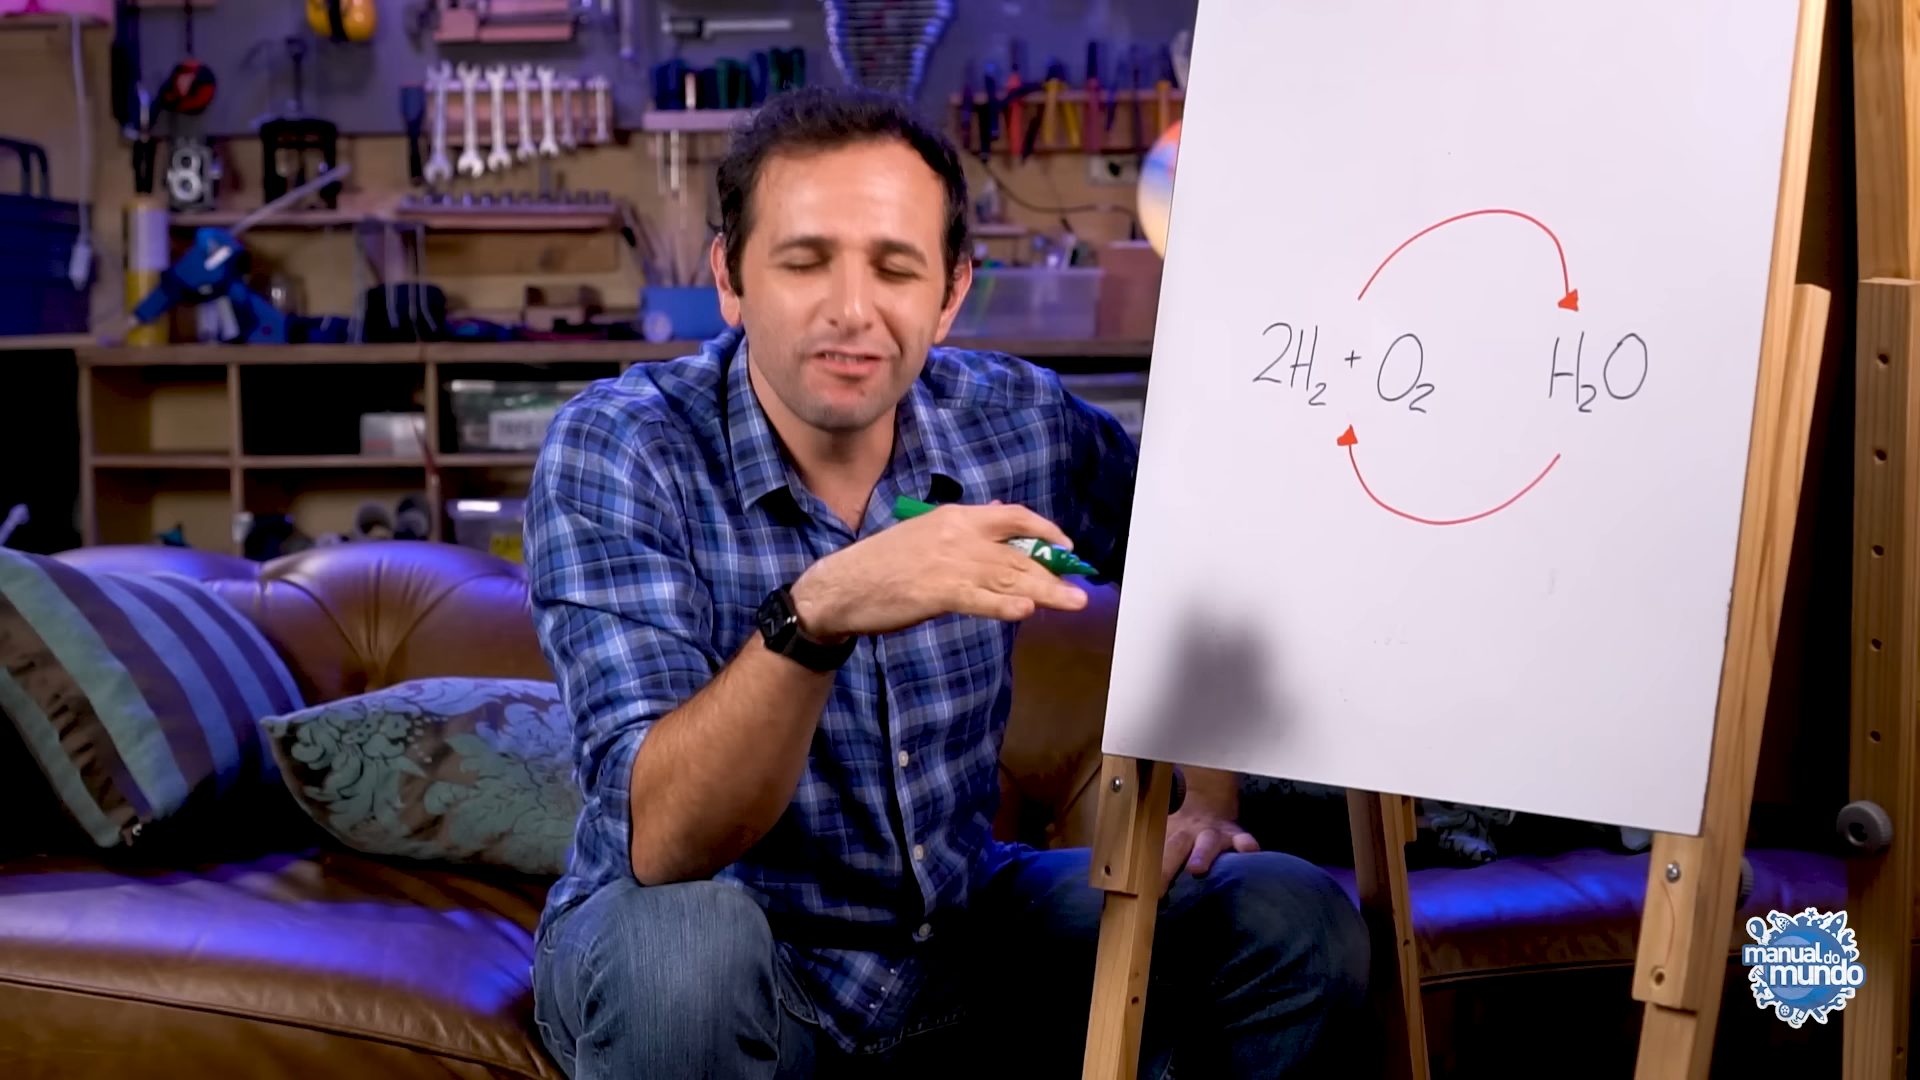 2H₂ + O₂ H₂O
manual do
mundo